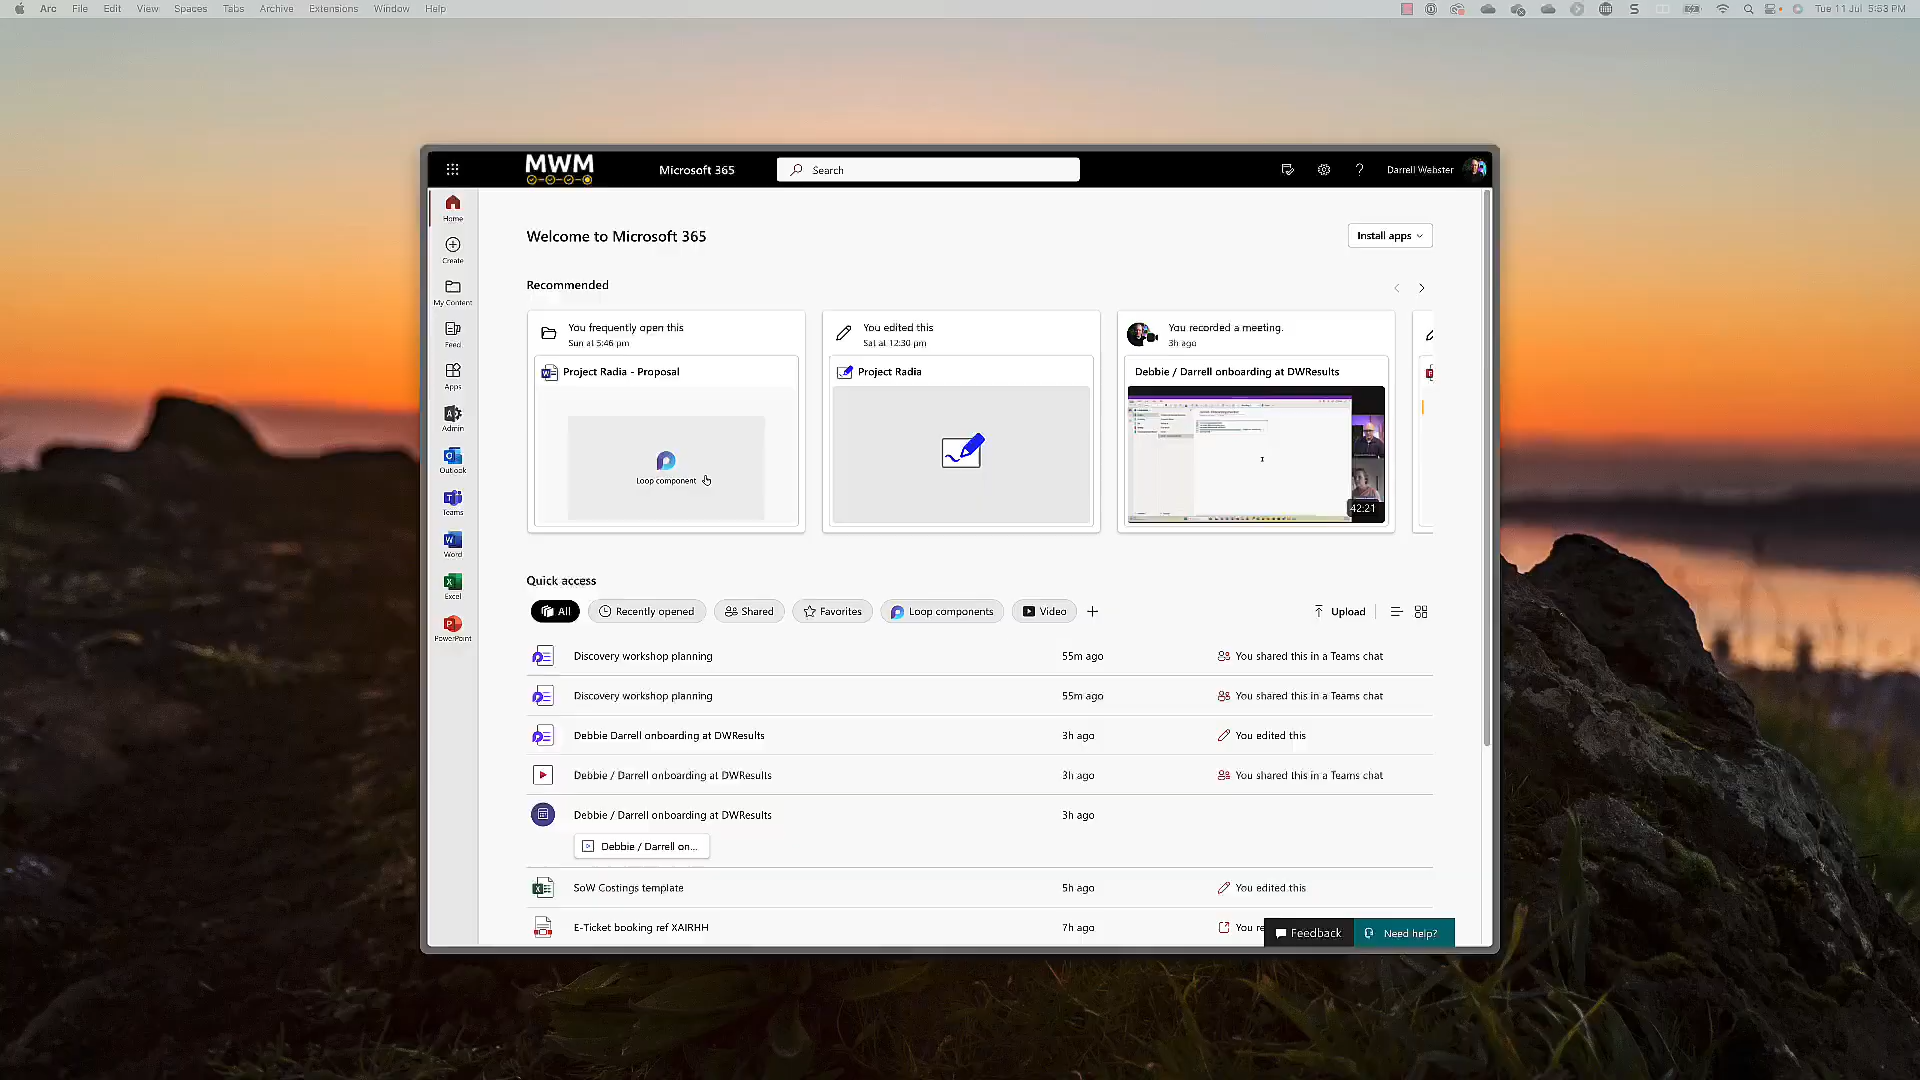 Arc File Edit View Spaces Tabs Archive Extensions Window Help
Tue 11 Jul 5:53 PM
MWM
Microsoft 365
Search
Darrell Webster
Home
Create
My Content
Feed
Apps
Admin
Outlook
Teams
Word
Excel
PowerPoint
Welcome to Microsoft 365
Install apps
Recommended
You frequently open this
Sun at 5:46 pm
Project Radia - Proposal
Loop component
You edited this
Sat at 12:30 pm
Project Radia
You recorded a meeting.
3h ago
Debbie / Darrell onboarding at DWResults
42:21
Quick access
All
Recently opened
Shared
Favorites
Loop components
Video
Upload
Discovery workshop planning 55m ago You shared this in a Teams chat
Discovery workshop planning 55m ago You shared this in a Teams chat
Debbie Darrell onboarding at DWResults 3h ago You edited this
Debbie / Darrell onboarding at DWResults 3h ago You shared this in a Teams chat
Debbie / Darrell onboarding at DWResults 3h ago
Debbie / Darrell on...
SoW Costings template 5h ago You edited this
E-Ticket booking ref XAIRHH 7h ago You
Feedback
Need help?